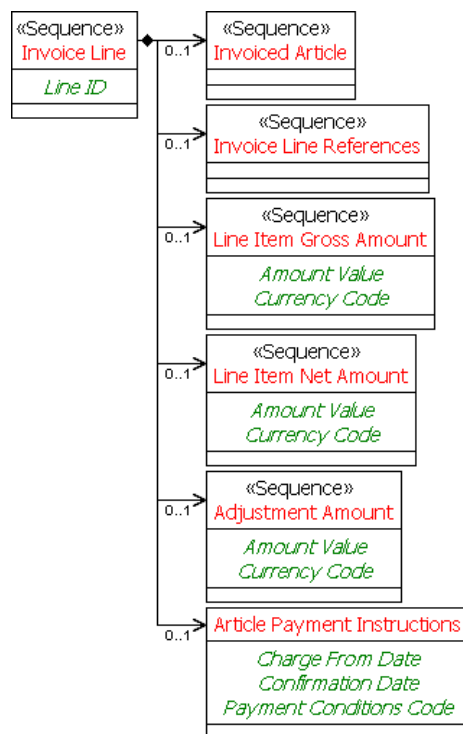 «Sequence»
Invoice Line
Line ID
0..1
«Sequence»
Invoiced Article
0..1
«Sequence»
Invoice Line References
0..1
«Sequence»
Line Item Gross Amount
Amount Value
Currency Code
0..1
«Sequence»
Line Item Net Amount
Amount Value
Currency Code
0..1
«Sequence»
Adjustment Amount
Amount Value
Currency Code
0..1
Article Payment Instructions
Charge From Date
Confirmation Date
Payment Conditions Code